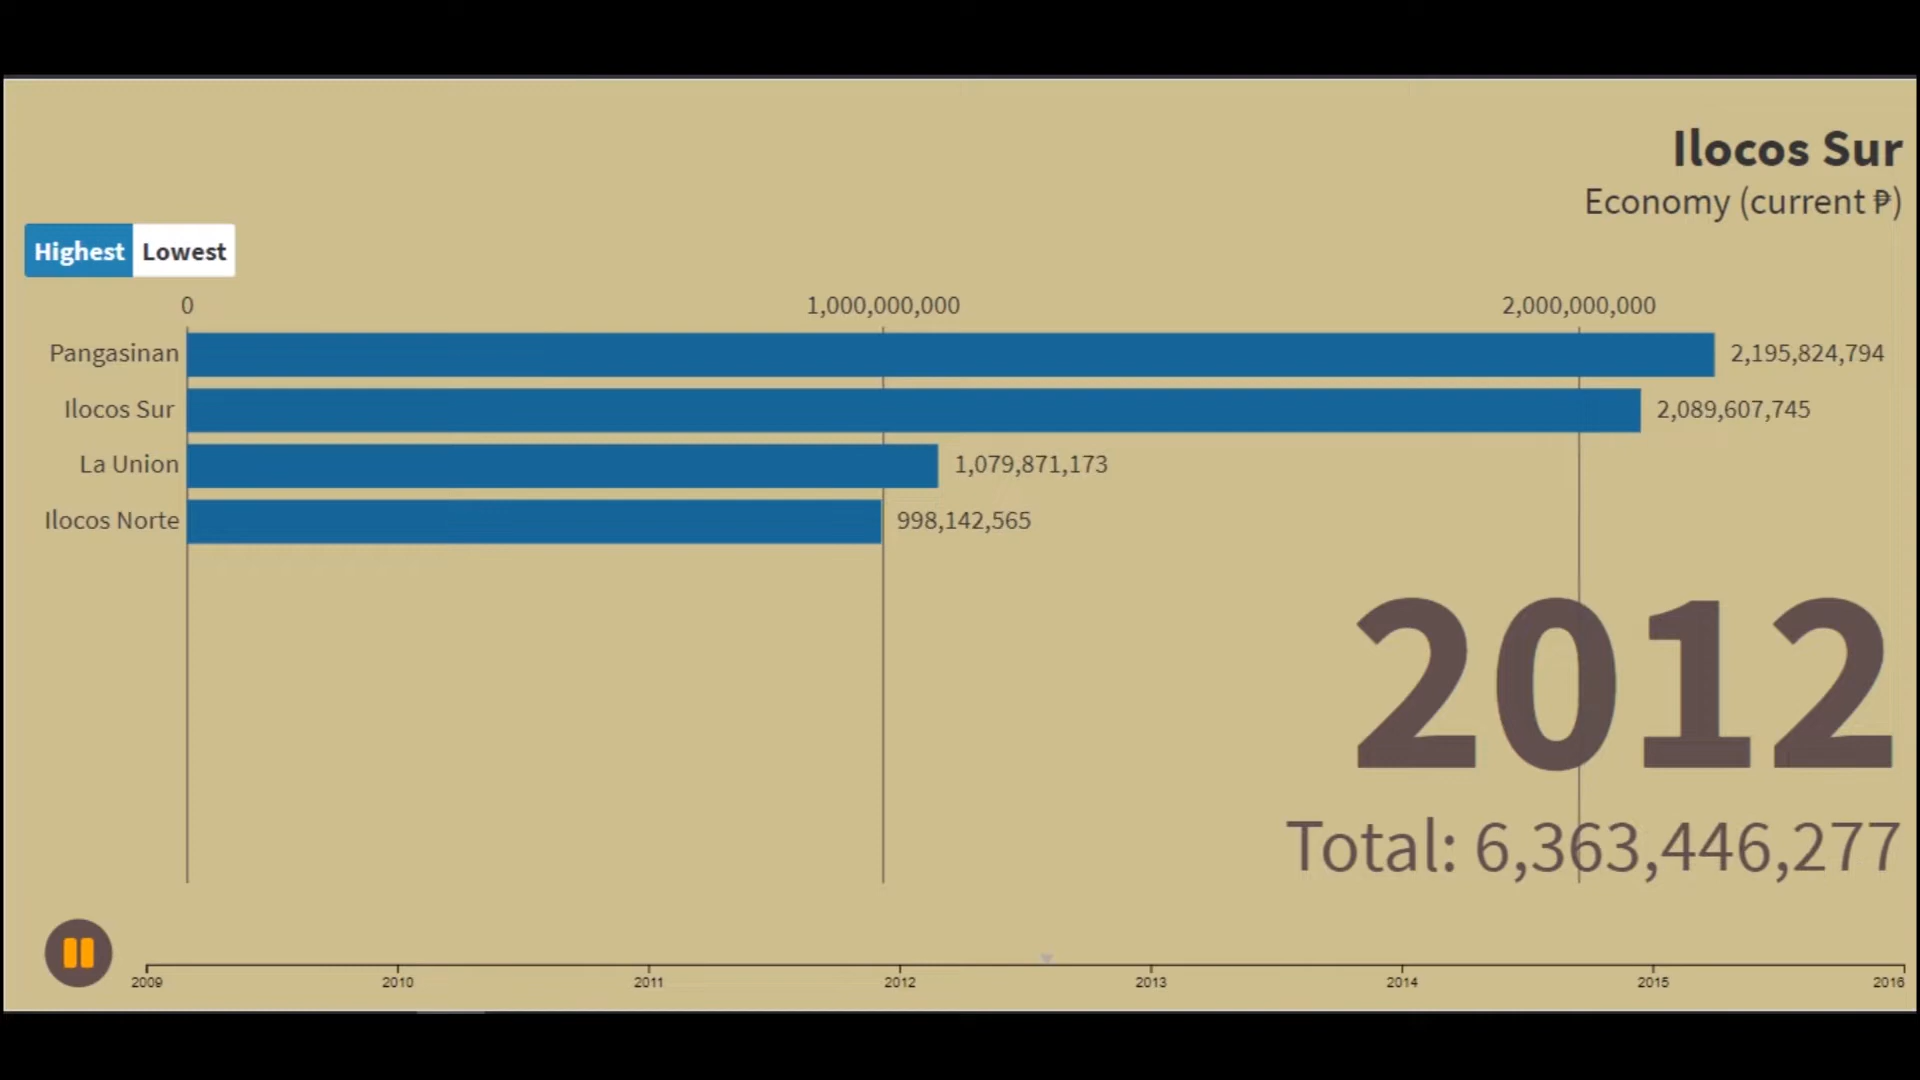 Ilocos Sur
Economy (current ₱)
Highest Lowest
0 1,000,000,000 2,000,000,000
Pangasinan 2,195,824,794
Ilocos Sur 2,089,607,745
La Union 1,079,871,173
Ilocos Norte 998,142,565
2012
Total: 6,363,446,277
2009 2010 2011 2012 2013 2014 2015 2016